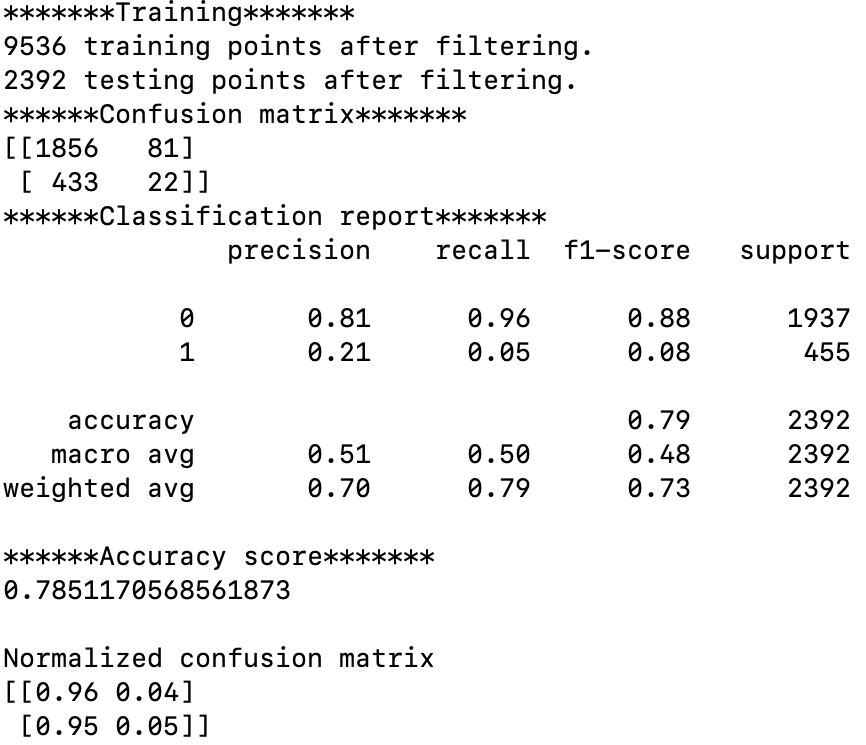 *******Training*******
9536 training points after filtering.
2392 testing points after filtering.
******Confusion matrix*******
[[1856   81]
 [ 433   22]]
******Classification report*******
              precision    recall  f1-score   support

           0       0.81      0.96      0.88      1937
           1       0.21      0.05      0.08       455

    accuracy                           0.79      2392
   macro avg       0.51      0.50      0.48      2392
weighted avg       0.70      0.79      0.73      2392

******Accuracy score*******
0.7851170568561873

Normalized confusion matrix
[[0.96 0.04]
 [0.95 0.05]]